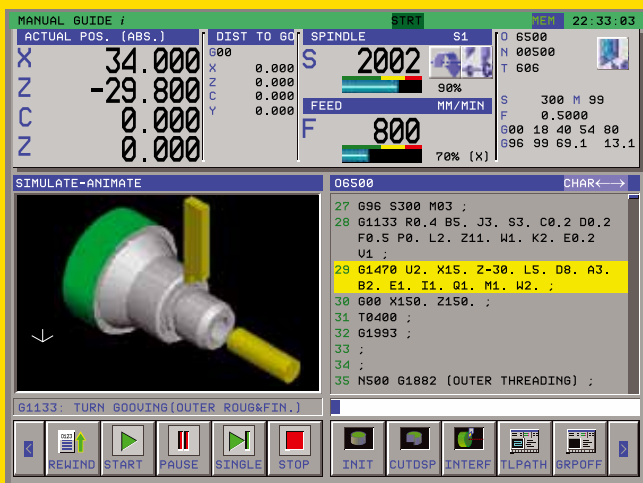 MANUAL GUIDE i STRT MEM 22:33:03
ACTUAL POS. (ABS.) DIST TO GO SPINDLE S1 O 6500
X 34.000 G00 S 2002 N 00500
Z -29.800 X 0.000 90% T 606
C 0.000 Z 0.000
Z 0.000 C 0.000
Y 0.000
FEED MM/MIN
F 800
70% (X)
S 300 M 99
F 0.5000
G00 18 40 54 80
G96 99 69.1 13.1
SIMULATE-ANIMATE
O6500 CHAR←→
27 G96 S300 M03 ;
28 G1133 R0.4 B5. J3. S3. C0.2 D0.2
F0.5 P0. L2. Z11. W1. K2. E0.2
V1 ;
29 G1470 U2. X15. Z-30. L5. D8. A3.
B2. E1. I1. Q1. M1. W2. ;
30 G00 X150. Z150. ;
31 T0400 ;
32 G1993 ;
33 ;
34 ;
35 N500 G1882 (OUTER THREADING) ;
G1133: TURN GOOVING(OUTER ROUG&FIN.)
< REWIND START PAUSE SINGLE STOP INIT CUTDSP INTERF TLPATH GRPOFF >